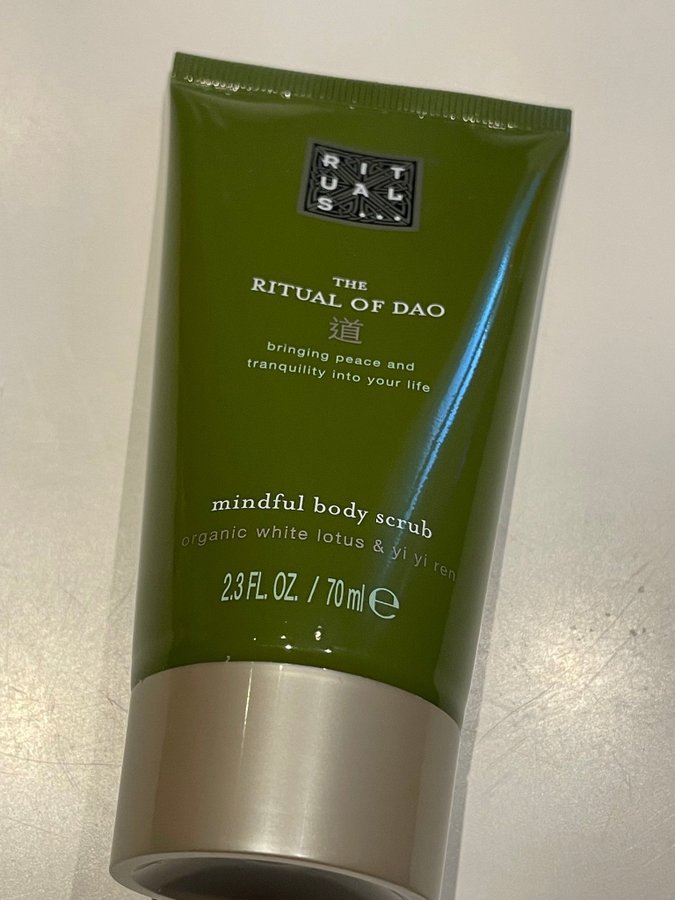 RIT
UAL
S...
THE
RITUAL OF DAO
道
bringing peace and
tranquility into your life
mindful body scrub
organic white lotus & yi yi ren
2.3 FL. OZ. / 70 ml ℮